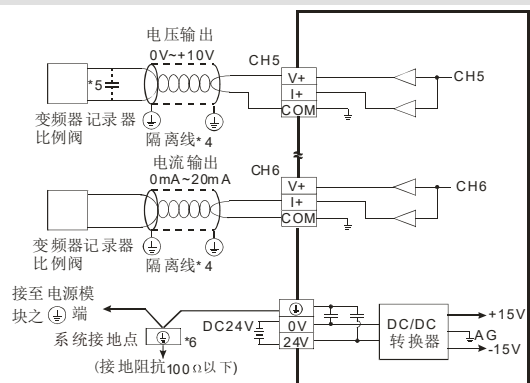 电压输出
0V~+10V
CH5
V+
I+
COM
CH5
*5
变频器记录器
比例阀
隔离线*4
电流输出
0mA~20mA
CH6
V+
I+
COM
CH6
变频器记录器
比例阀
隔离线*4
接至电源模
块之 端
系统接地点
*6
(接地阻抗100Ω以下)
DC24V
0V
24V
DC/DC
转换器
+15V
AG
-15V